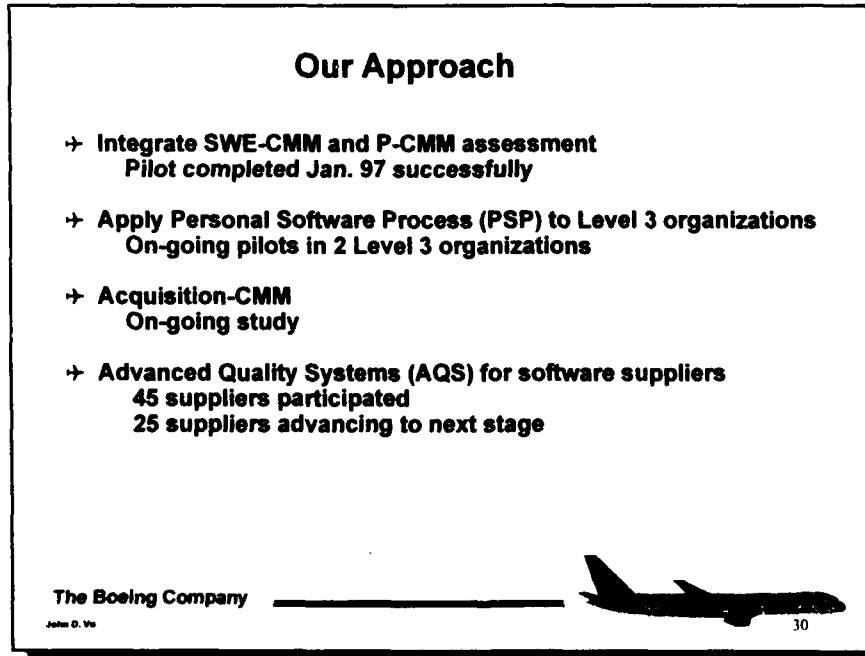 Our Approach
Integrate SWE-CMM and P-CMM assessment
Pilot completed Jan. 97 successfully
Apply Personal Software Process (PSP) to Level 3 organizations
On-going pilots in 2 Level 3 organizations
Acquisition-CMM
On-going study
Advanced Quality Systems (AQS) for software suppliers
45 suppliers participated
25 suppliers advancing to next stage
The Boeing Company
John D. Vu
30